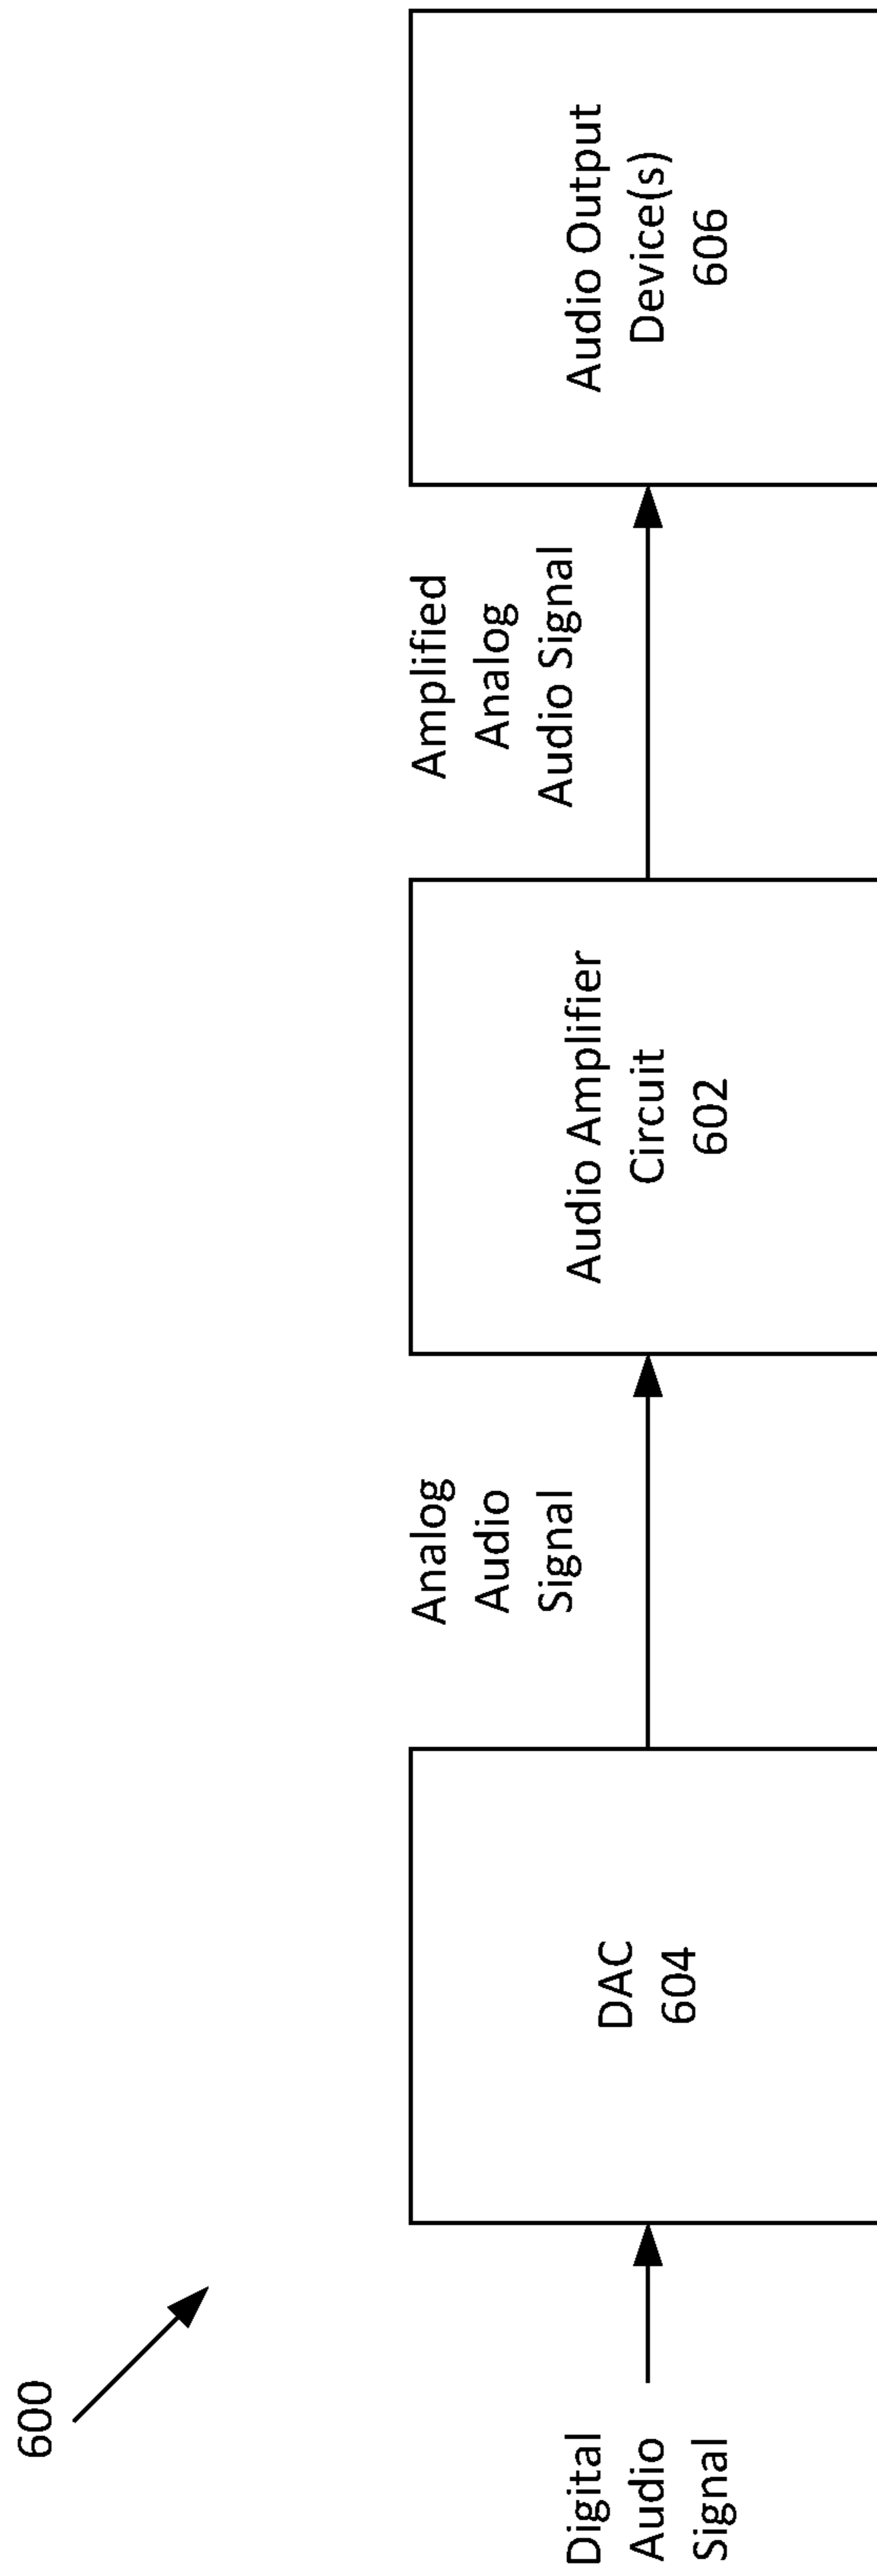 600
Digital
Audio
Signal
DAC
604
Analog
Audio
Signal
Audio Amplifier
Circuit
602
Amplified
Analog
Audio Signal
Audio Output
Device(s)
606